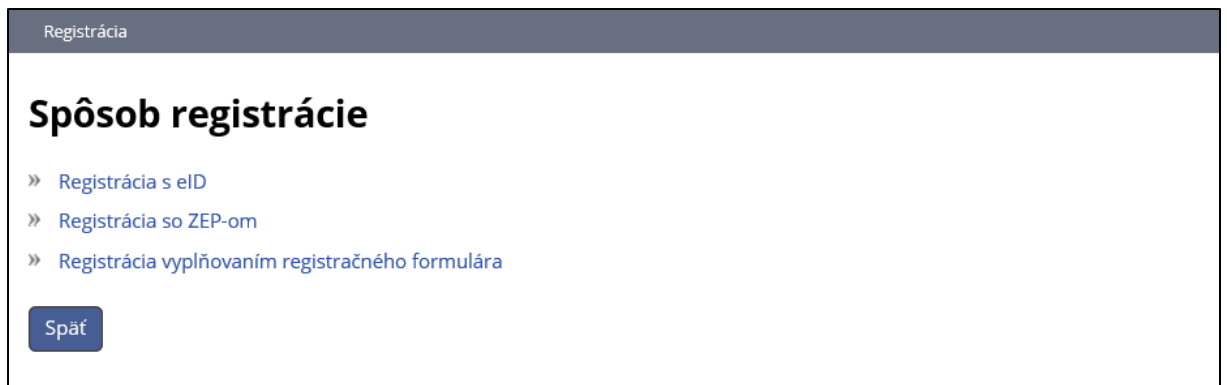 Registrácia
Spôsob registrácie
» Registrácia s eID
» Registrácia so ZEP-om
» Registrácia vyplňovaním registračného formulára
Späť